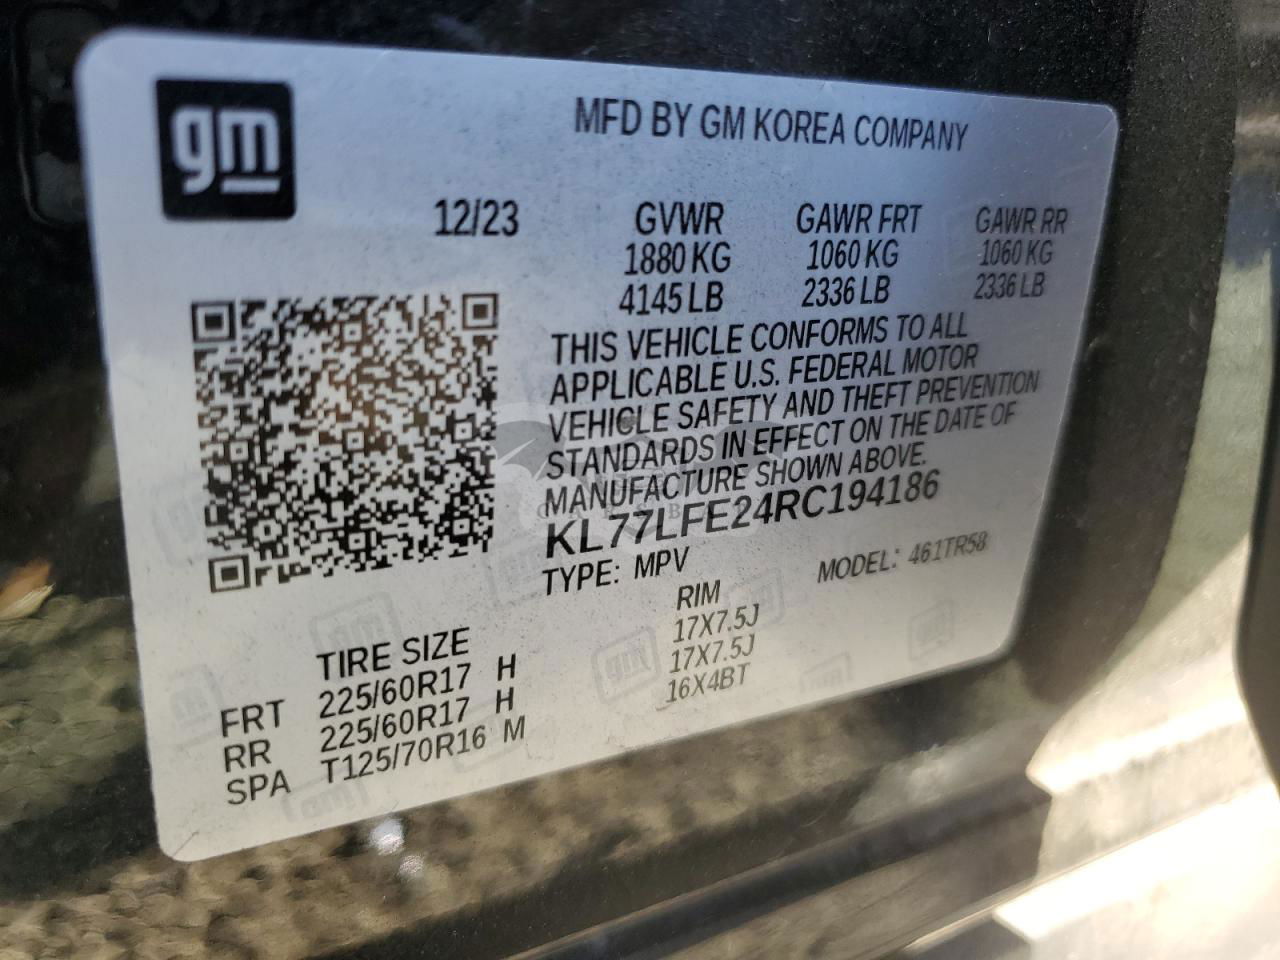 gm
MFD BY GM KOREA COMPANY
12/23 GVWR GAWR FRT GAWR RR
1880 KG 1060 KG 1060 KG
4145 LB 2336 LB 2336 LB
THIS VEHICLE CONFORMS TO ALL
APPLICABLE U.S. FEDERAL MOTOR
VEHICLE SAFETY AND THEFT PREVENTION
STANDARDS IN EFFECT ON THE DATE OF
MANUFACTURE SHOWN ABOVE.
KL77LFE24RC194186
TYPE: MPV MODEL: 461TR58
TIRE SIZE RIM
FRT 225/60R17 H 17X7.5J
RR 225/60R17 H 17X7.5J
SPA T125/70R16 M 16X4BT